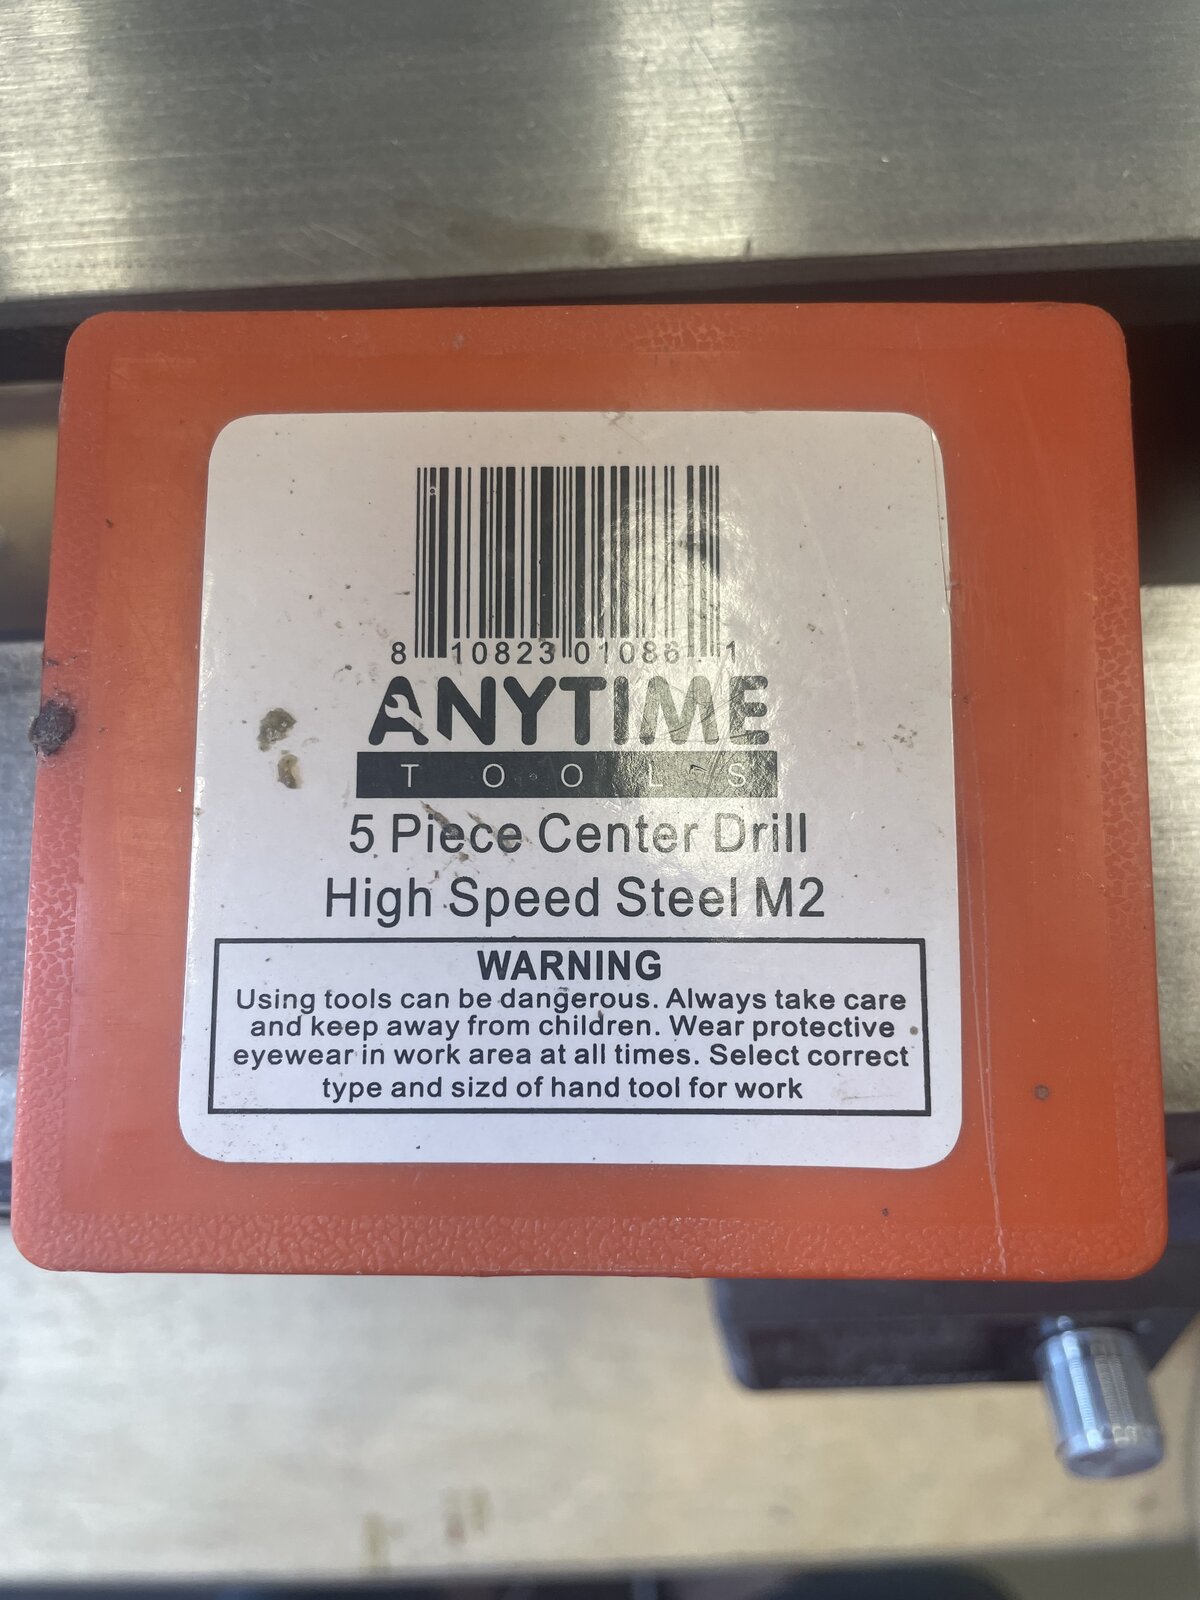 8 10823 01086 1
ANYTIME
TOOLS
5 Piece Center Drill
High Speed Steel M2
WARNING
Using tools can be dangerous. Always take care
and keep away from children. Wear protective
eyewear in work area at all times. Select correct
type and sizd of hand tool for work